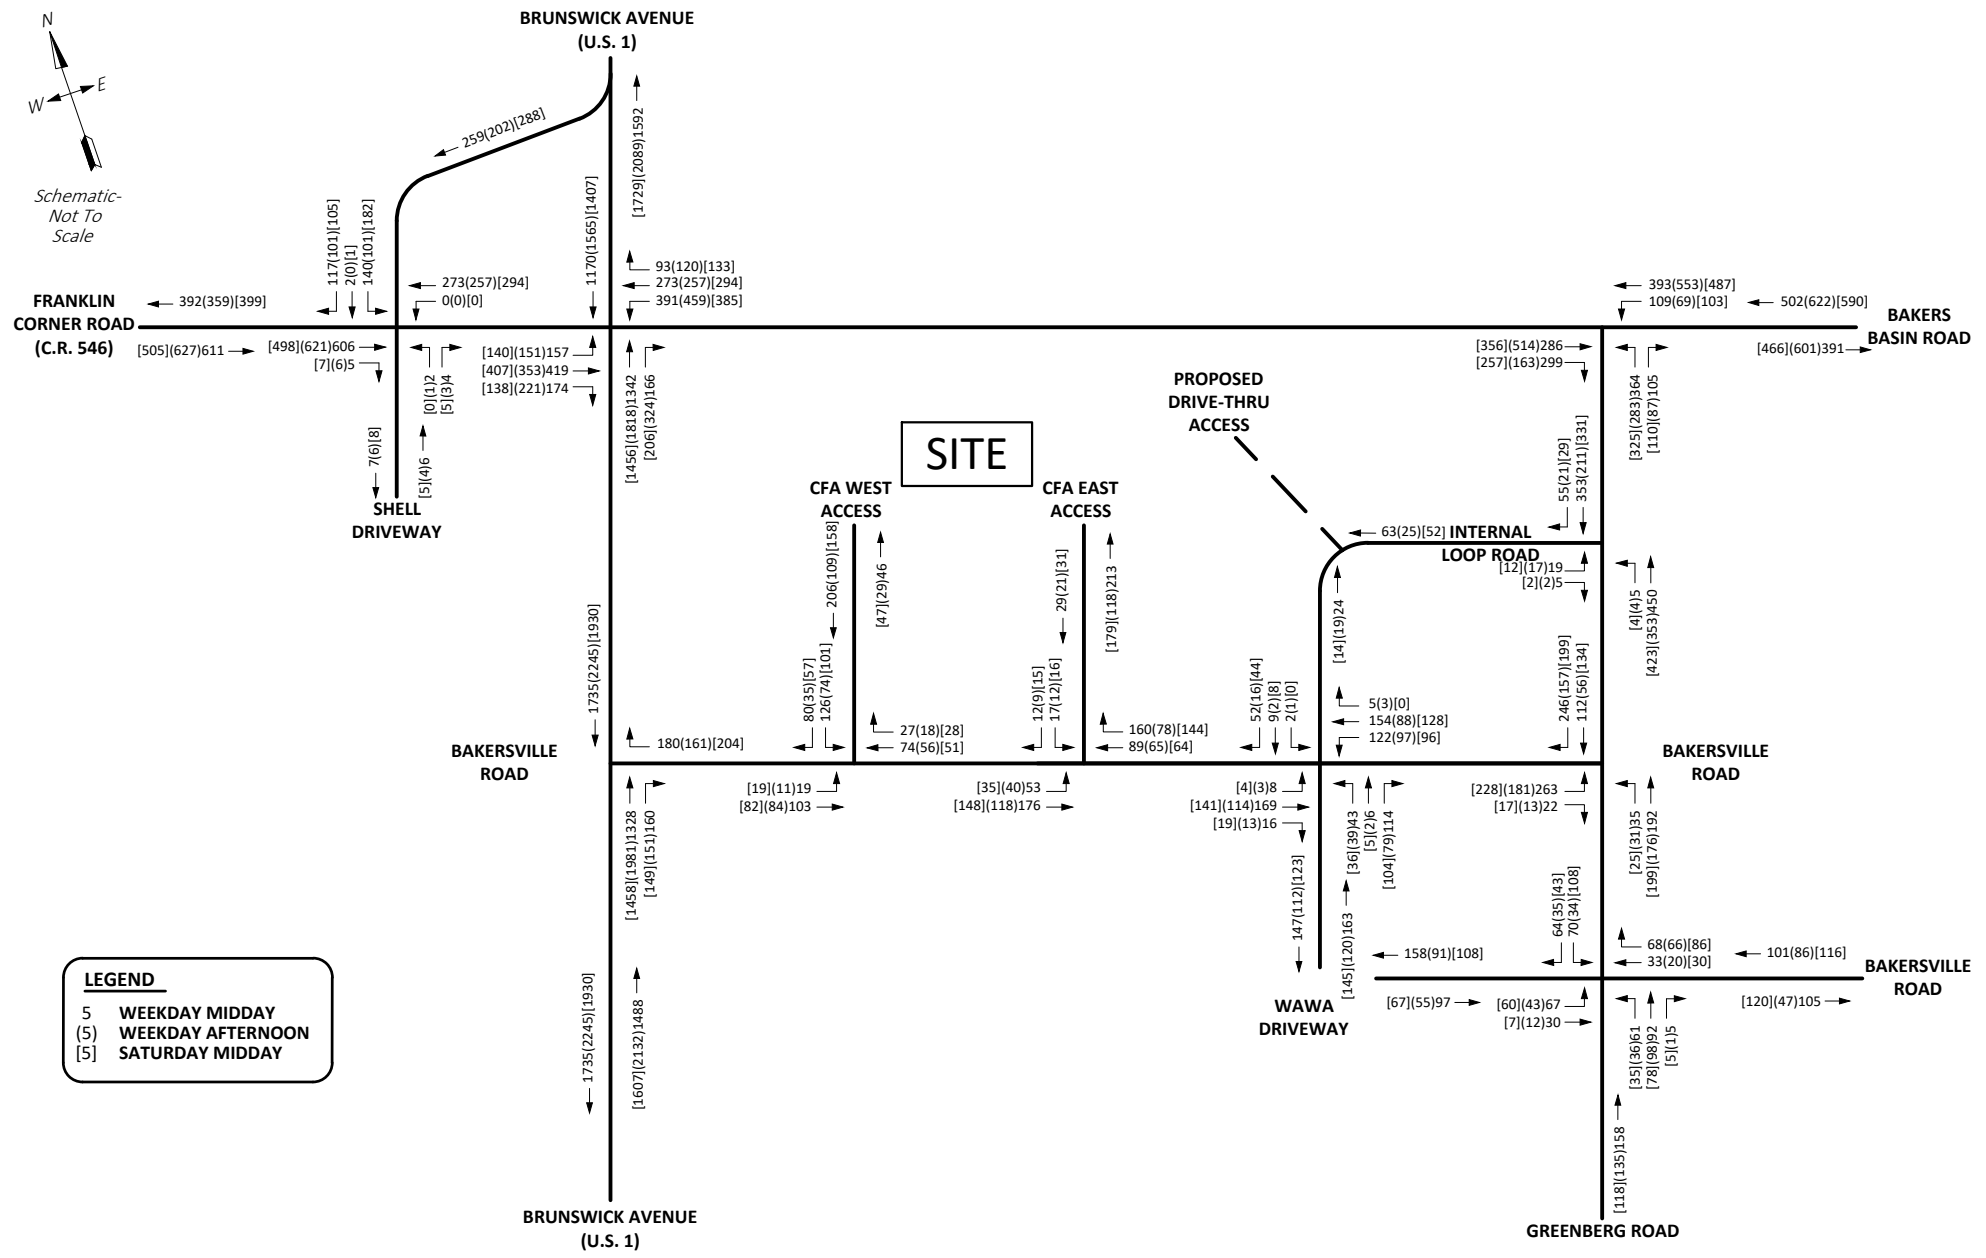 BRUNSWICK AVENUE
(U.S. 1)
N
W
E
Schematic-
Not To
Scale
259(202)[288]
[1729](2089)1592
117(101)[105]
2(0)[1]
140(101)[182]
273(257)[294]
0(0)[0]
1170(1565)[1407]
93(120)[133]
273(257)[294]
391(459)[385]
393(553)[487]
109(69)[103]
502(622)[590]
FRANKLIN
CORNER ROAD
(C.R. 546)
392(359)[399]
[505](627)611
[498](621)606
[7](6)5
[0](1)2
[5](3)4
[140](151)157
[407](353)419
[138](221)174
[1456](1818)1342
[206](324)166
[356](514)286
[257](163)299
[325](283)364
[110](87)105
BAKERS
BASIN ROAD
[466](601)391
7(6)[8]
[5](4)6
SHELL
DRIVEWAY
SITE
PROPOSED
DRIVE-THRU
ACCESS
CFA WEST
ACCESS
CFA EAST
ACCESS
55(21)[29]
353(211)[331]
63(25)[52]
INTERNAL
LOOP ROAD
[12](17)19
[2](2)5
[4](4)5
[423](353)450
206(109)[158]
[47](29)46
29(21)[31]
[179](118)213
[14](19)24
1735(2245)[1930]
80(35)[57]
126(74)[101]
12(9)[15]
17(12)[16]
52(16)[44]
9(2)[8]
2(1)[0]
246(157)[199]
112(56)[134]
BAKERSVILLE
ROAD
180(161)[204]
27(18)[28]
74(56)[51]
160(78)[144]
89(65)[64]
5(3)[0]
154(88)[128]
122(97)[96]
BAKERSVILLE
ROAD
[1458](1981)1328
[149](151)160
[19](11)19
[82](84)103
[35](40)53
[148](118)176
[4](3)8
[141](114)169
[19](13)16
[36](39)43
[5](2)6
[104](79)114
[228](181)263
[17](13)22
[25](31)35
[199](176)192
147(112)[123]
[145](120)163
64(35)[43]
70(34)[108]
158(91)[108]
68(66)[86]
33(20)[30]
101(86)[116]
BAKERSVILLE
ROAD
WAWA
DRIVEWAY
[67](55)97
[60](43)67
[7](12)30
[35](36)61
[78](98)92
[5](1)5
[120](47)105
1735(2245)[1930]
[1607](2132)1488
[118](135)158
LEGEND
5 WEEKDAY MIDDAY
(5) WEEKDAY AFTERNOON
[5] SATURDAY MIDDAY
BRUNSWICK AVENUE
(U.S. 1)
GREENBERG ROAD